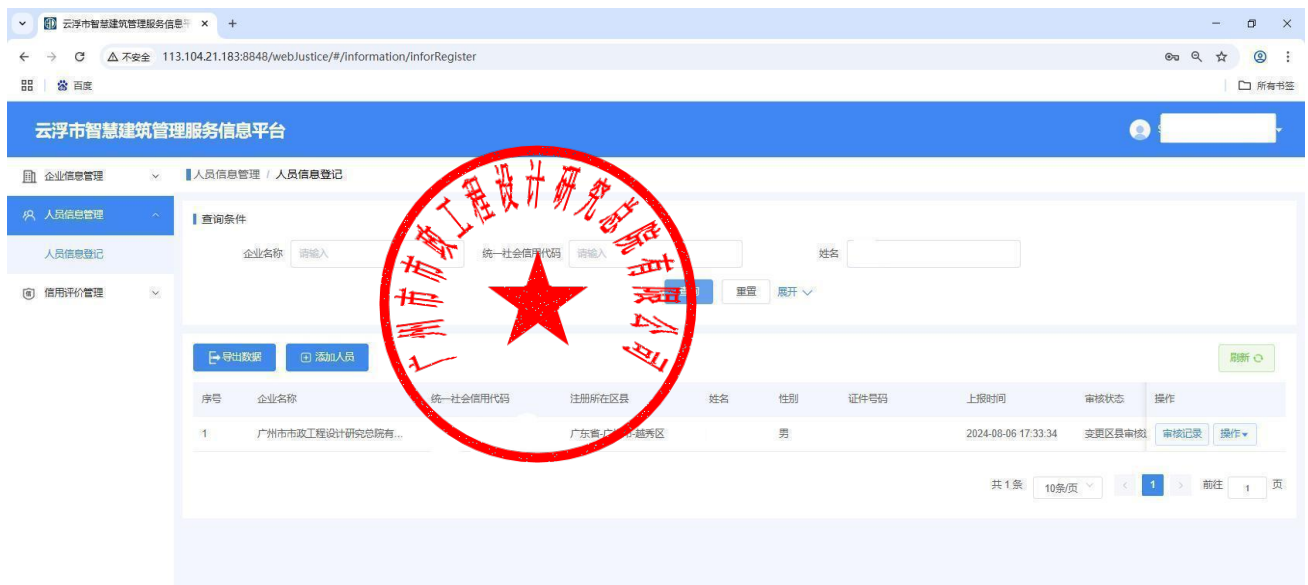 云浮市智慧建筑管理服务信息
不安全 113.104.21.183:8848/webJustice/#/information/inforRegister
百度
所有书签
云浮市智慧建筑管理服务信息平台
企业信息管理
人员信息管理 / 人员信息登记
人员信息管理
查询条件
人员信息登记
企业名称 请输入 统一社会信用代码 请输入 姓名
信用评价管理
重置 展开
广州市市政工程设计研究总院有限公司
导出数据 添加人员 刷新
序号 企业名称 统一社会信用代码 注册所在区县 姓名 性别 证件号码 上报时间 审核状态 操作
1 广州市市政工程设计研究总院有... 广东省-广州市-越秀区 男 2024-08-06 17:33:34 变更区县审核 审核记录 操作
共 1 条 10条/页 1 前往 1 页